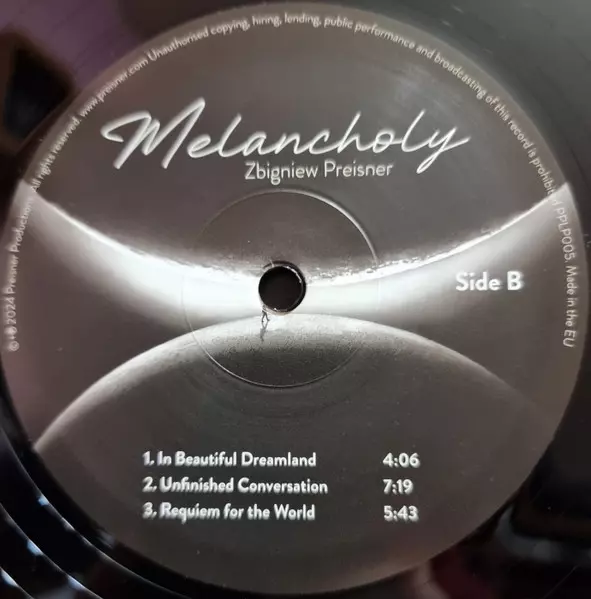 ℗+© 2024 Preisner Productions. All rights reserved. www.preisner.com Unauthorised copying, hiring, lending, public performance and broadcasting of this record is prohibited PPLP005. Made in the EU
Melancholy
Zbigniew Preisner
Side B
1. In Beautiful Dreamland 4:06
2. Unfinished Conversation 7:19
3. Requiem for the World 5:43